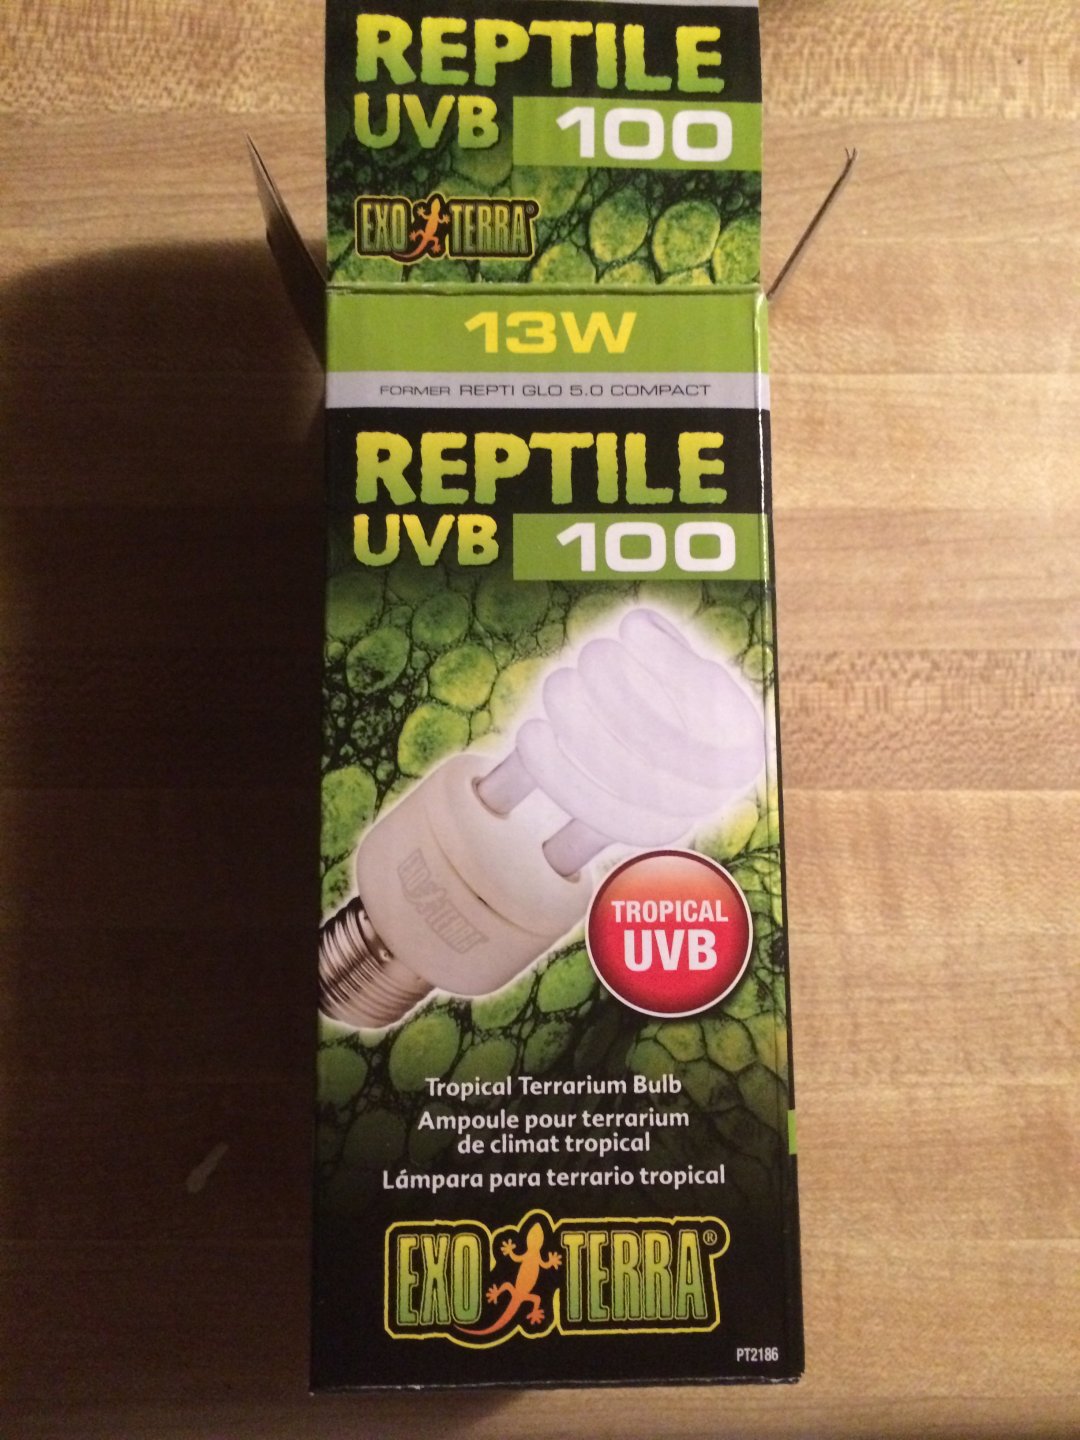 REPTILE
UVB 100
EXO TERRA®
13W
FORMER REPTI GLO 5.0 COMPACT
REPTILE
UVB 100
EXO TERRA
TROPICAL
UVB
Tropical Terrarium Bulb
Ampoule pour terrarium
de climat tropical
Lámpara para terrario tropical
EXO TERRA®
PT2186